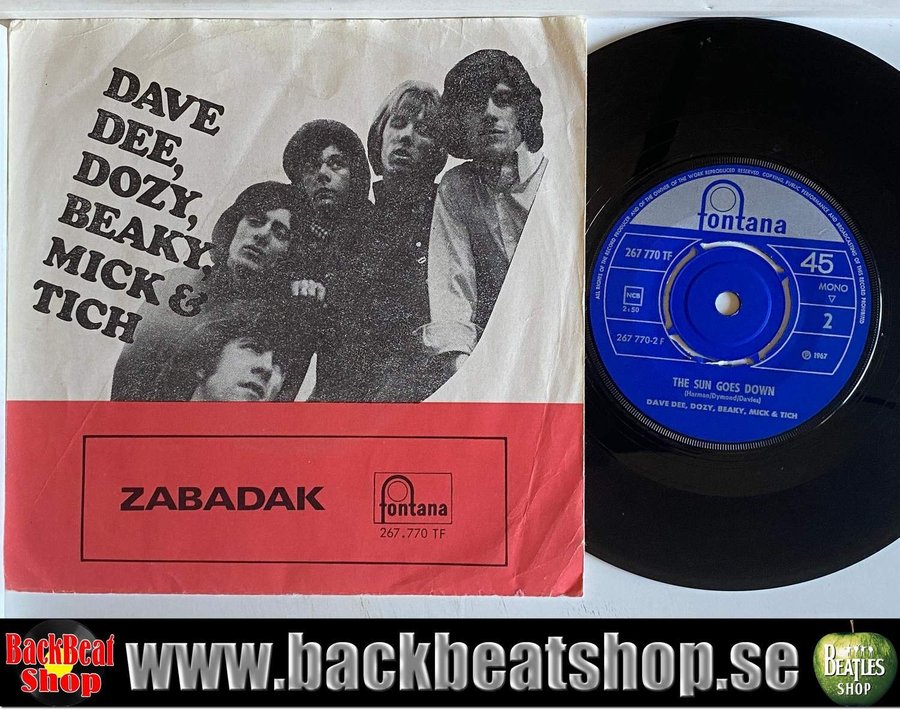 DAVE
DEE,
DOZY,
BEAKY,
MICK &
TICH
ZABADAK
fontana
267.770 TF
ALL RIGHTS OF THE RECORD PRODUCER AND OF THE OWNER OF THE WORK REPRODUCED RESERVED. COPYING, PUBLIC PERFORMANCE AND BROADCASTING OF THIS RECORD PROHIBITED
fontana
267 770 TF
45
MONO
NCB
2:50
2
267 770-2 F
℗ 1967
THE SUN GOES DOWN
(Harman/Dymond/Davies)
DAVE DEE, DOZY, BEAKY, MICK & TICH
BackBeat
Shop
www.backbeatshop.se
BEATLES
SHOP